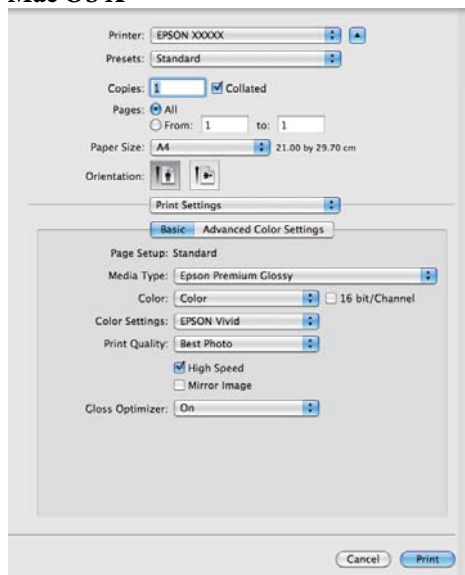 Mac OS X
Printer: EPSON XXXXX
Presets: Standard
Copies: 1 Collated
Pages: All
From: 1 to: 1
Paper Size: A4 21.00 by 29.70 cm
Orientation:
Print Settings
Basic Advanced Color Settings
Page Setup: Standard
Media Type: Epson Premium Glossy
Color: Color 16 bit/Channel
Color Settings: EPSON Vivid
Print Quality: Best Photo
High Speed
Mirror Image
Gloss Optimizer: On
Cancel Print